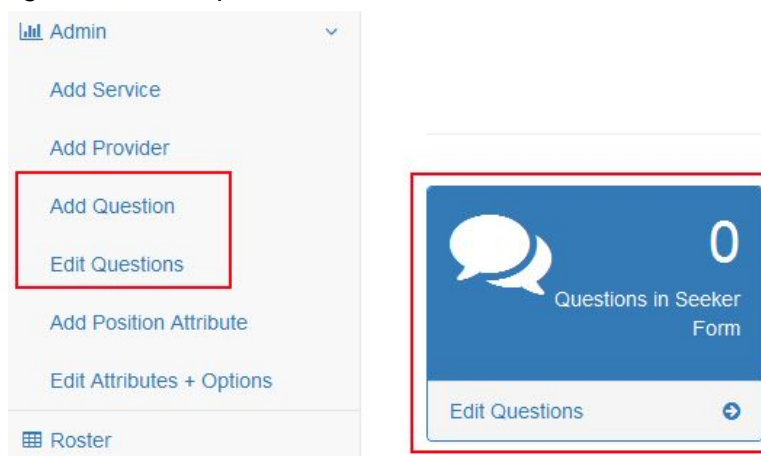 Admin
Add Service
Add Provider
Add Question
Edit Questions
Add Position Attribute
Edit Attributes + Options
Roster
0
Questions in Seeker
Form
Edit Questions